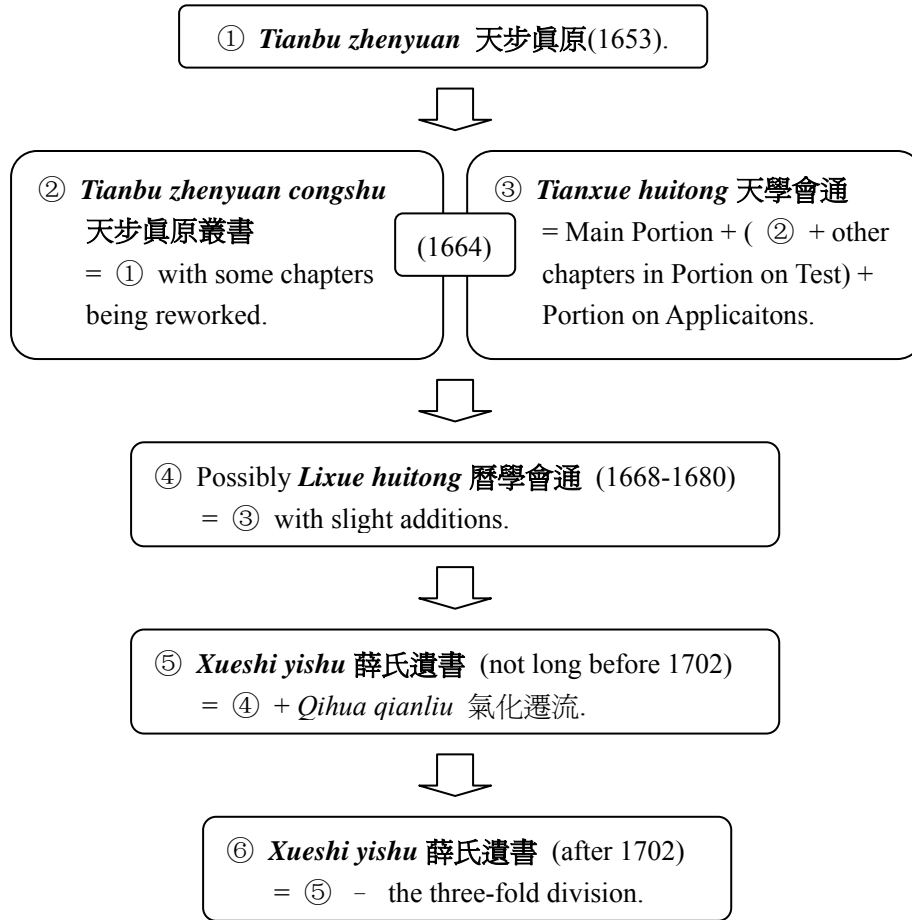 ① Tianbu zhenyuan 天步眞原(1653).
② Tianbu zhenyuan congshu
天步眞原叢書
= ① with some chapters
being reworked.
(1664)
③ Tianxue huitong 天學會通
= Main Portion + ( ② + other
chapters in Portion on Test) +
Portion on Applicaitons.
④ Possibly Lixue huitong 曆學會通 (1668-1680)
= ③ with slight additions.
⑤ Xueshi yishu 薛氏遺書 (not long before 1702)
= ④ + Qihua qianliu 氣化遷流.
⑥ Xueshi yishu 薛氏遺書 (after 1702)
= ⑤ － the three-fold division.